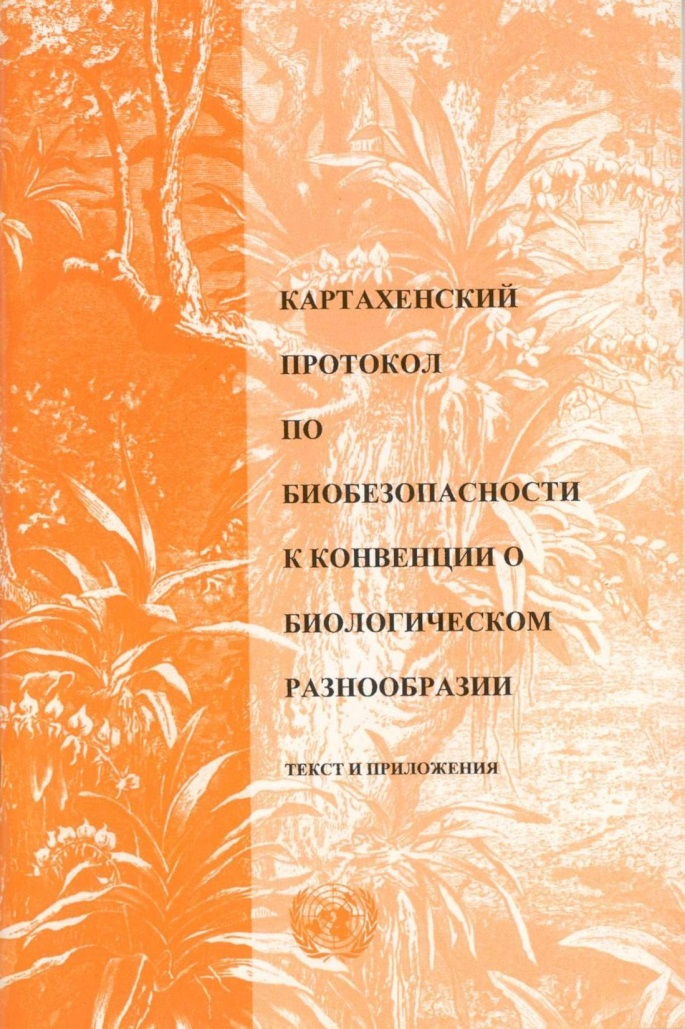 КАРТАХЕНСКИЙ
ПРОТОКОЛ
ПО
БИОБЕЗОПАСНОСТИ
К КОНВЕНЦИИ О
БИОЛОГИЧЕСКОМ
РАЗНООБРАЗИИ
ТЕКСТ И ПРИЛОЖЕНИЯ